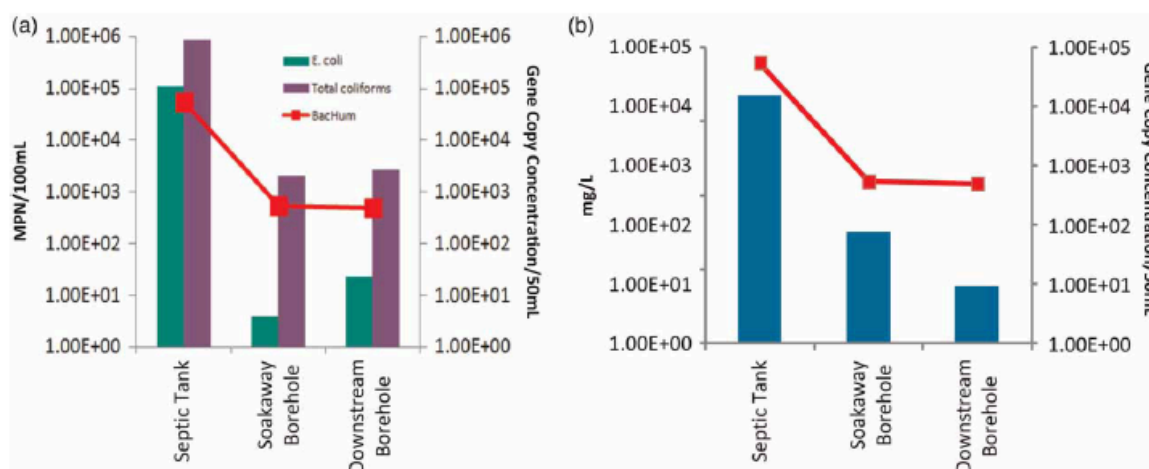 (a)
1.00E+06
1.00E+05
1.00E+04
1.00E+03
1.00E+02
1.00E+01
1.00E+00
MPN/100mL
E. coli
Total coliforms
BacHum
1.00E+06
1.00E+05
1.00E+04
1.00E+03
1.00E+02
1.00E+01
1.00E+00
Gene Copy Concentration/50mL
Septic Tank
Soakaway
Borehole
Downstream
Borehole
(b)
1.00E+05
1.00E+04
1.00E+03
1.00E+02
1.00E+01
1.00E+00
mg/L
1.00E+05
1.00E+04
1.00E+03
1.00E+02
1.00E+01
1.00E+00
Gene Copy Concentration/50mL
Septic Tank
Soakaway
Borehole
Downstream
Borehole